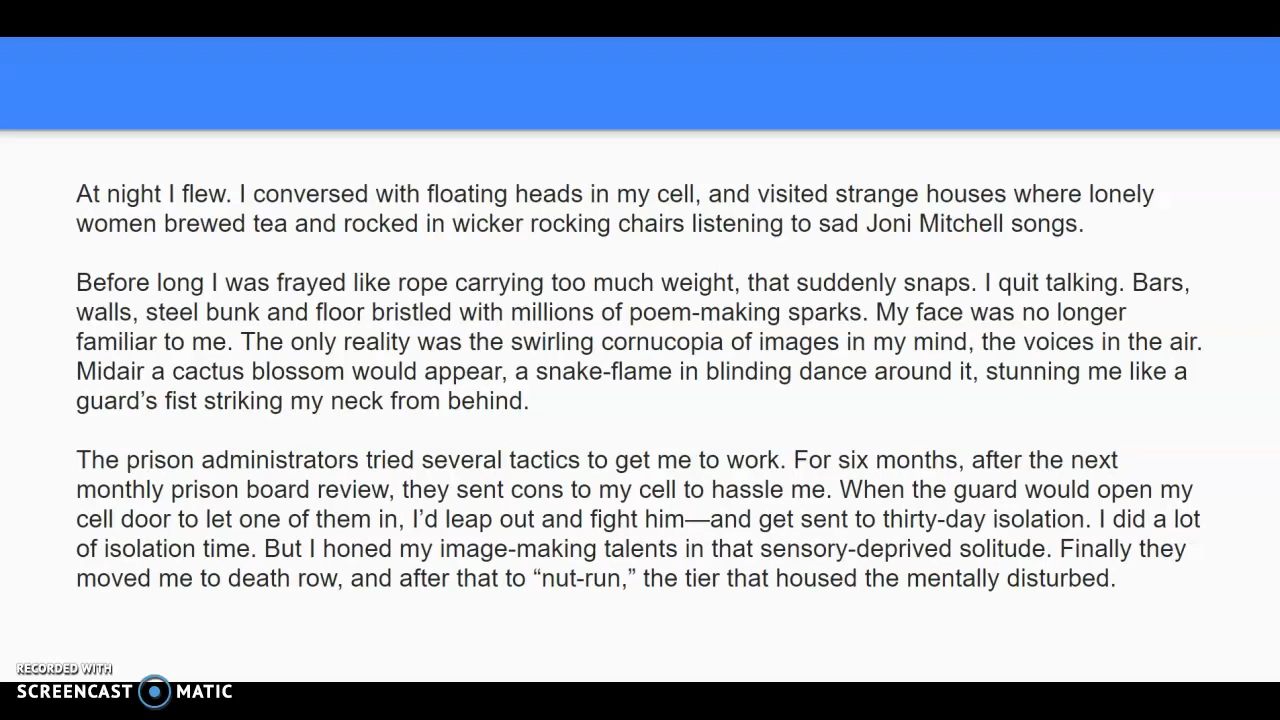 At night I flew. I conversed with floating heads in my cell, and visited strange houses where lonely
women brewed tea and rocked in wicker rocking chairs listening to sad Joni Mitchell songs.
Before long I was frayed like rope carrying too much weight, that suddenly snaps. I quit talking. Bars,
walls, steel bunk and floor bristled with millions of poem-making sparks. My face was no longer
familiar to me. The only reality was the swirling cornucopia of images in my mind, the voices in the air.
Midair a cactus blossom would appear, a snake-flame in blinding dance around it, stunning me like a
guard’s fist striking my neck from behind.
The prison administrators tried several tactics to get me to work. For six months, after the next
monthly prison board review, they sent cons to my cell to hassle me. When the guard would open my
cell door to let one of them in, I’d leap out and fight him—and get sent to thirty-day isolation. I did a lot
of isolation time. But I honed my image-making talents in that sensory-deprived solitude. Finally they
moved me to death row, and after that to “nut-run,” the tier that housed the mentally disturbed.
RECORDED WITH
SCREENCAST MATIC